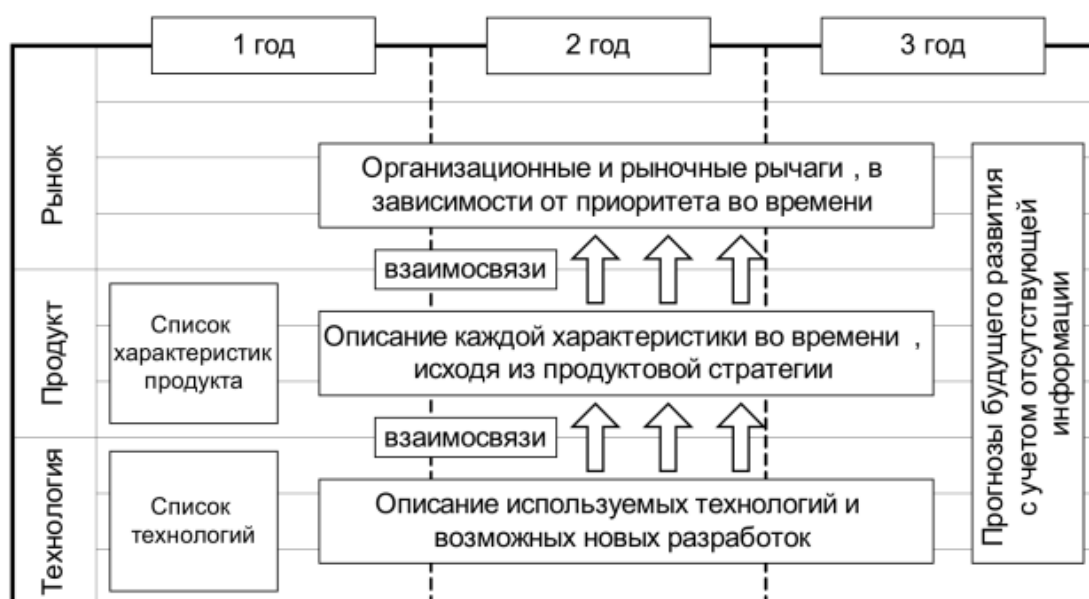 1 год
2 год
3 год
Рынок
Организационные и рыночные рычаги , в
зависимости от приоритета во времени
взаимосвязи
Продукт
Список
характеристик
продукта
Описание каждой характеристики во времени ,
исходя из продуктовой стратегии
взаимосвязи
Технология
Список
технологий
Описание используемых технологий и
возможных новых разработок
Прогнозы будущего развития
с учетом отсутствующей
информации